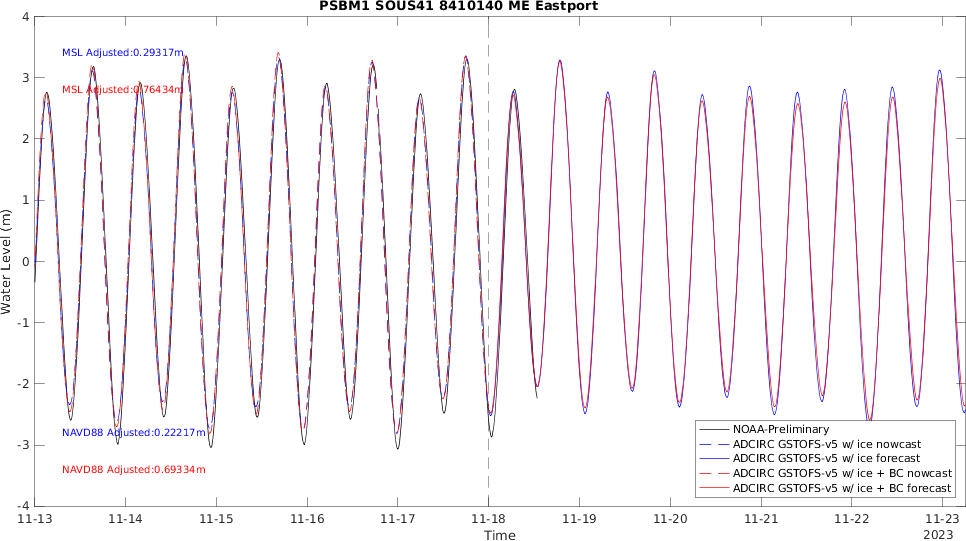 PSBM1 SOUS41 8410140 ME Eastport
Water Level (m)
4
3
2
1
0
-1
-2
-3
-4
MSL Adjusted:0.29317m
MSL Adjusted:0.76434m
NAVD88 Adjusted:0.22217m
NAVD88 Adjusted:0.69334m
NOAA-Preliminary
ADCIRC GSTOFS-v5 w/ ice nowcast
ADCIRC GSTOFS-v5 w/ ice forecast
ADCIRC GSTOFS-v5 w/ ice + BC nowcast
ADCIRC GSTOFS-v5 w/ ice + BC forecast
11-13 11-14 11-15 11-16 11-17 11-18 11-19 11-20 11-21 11-22 11-23
Time
2023